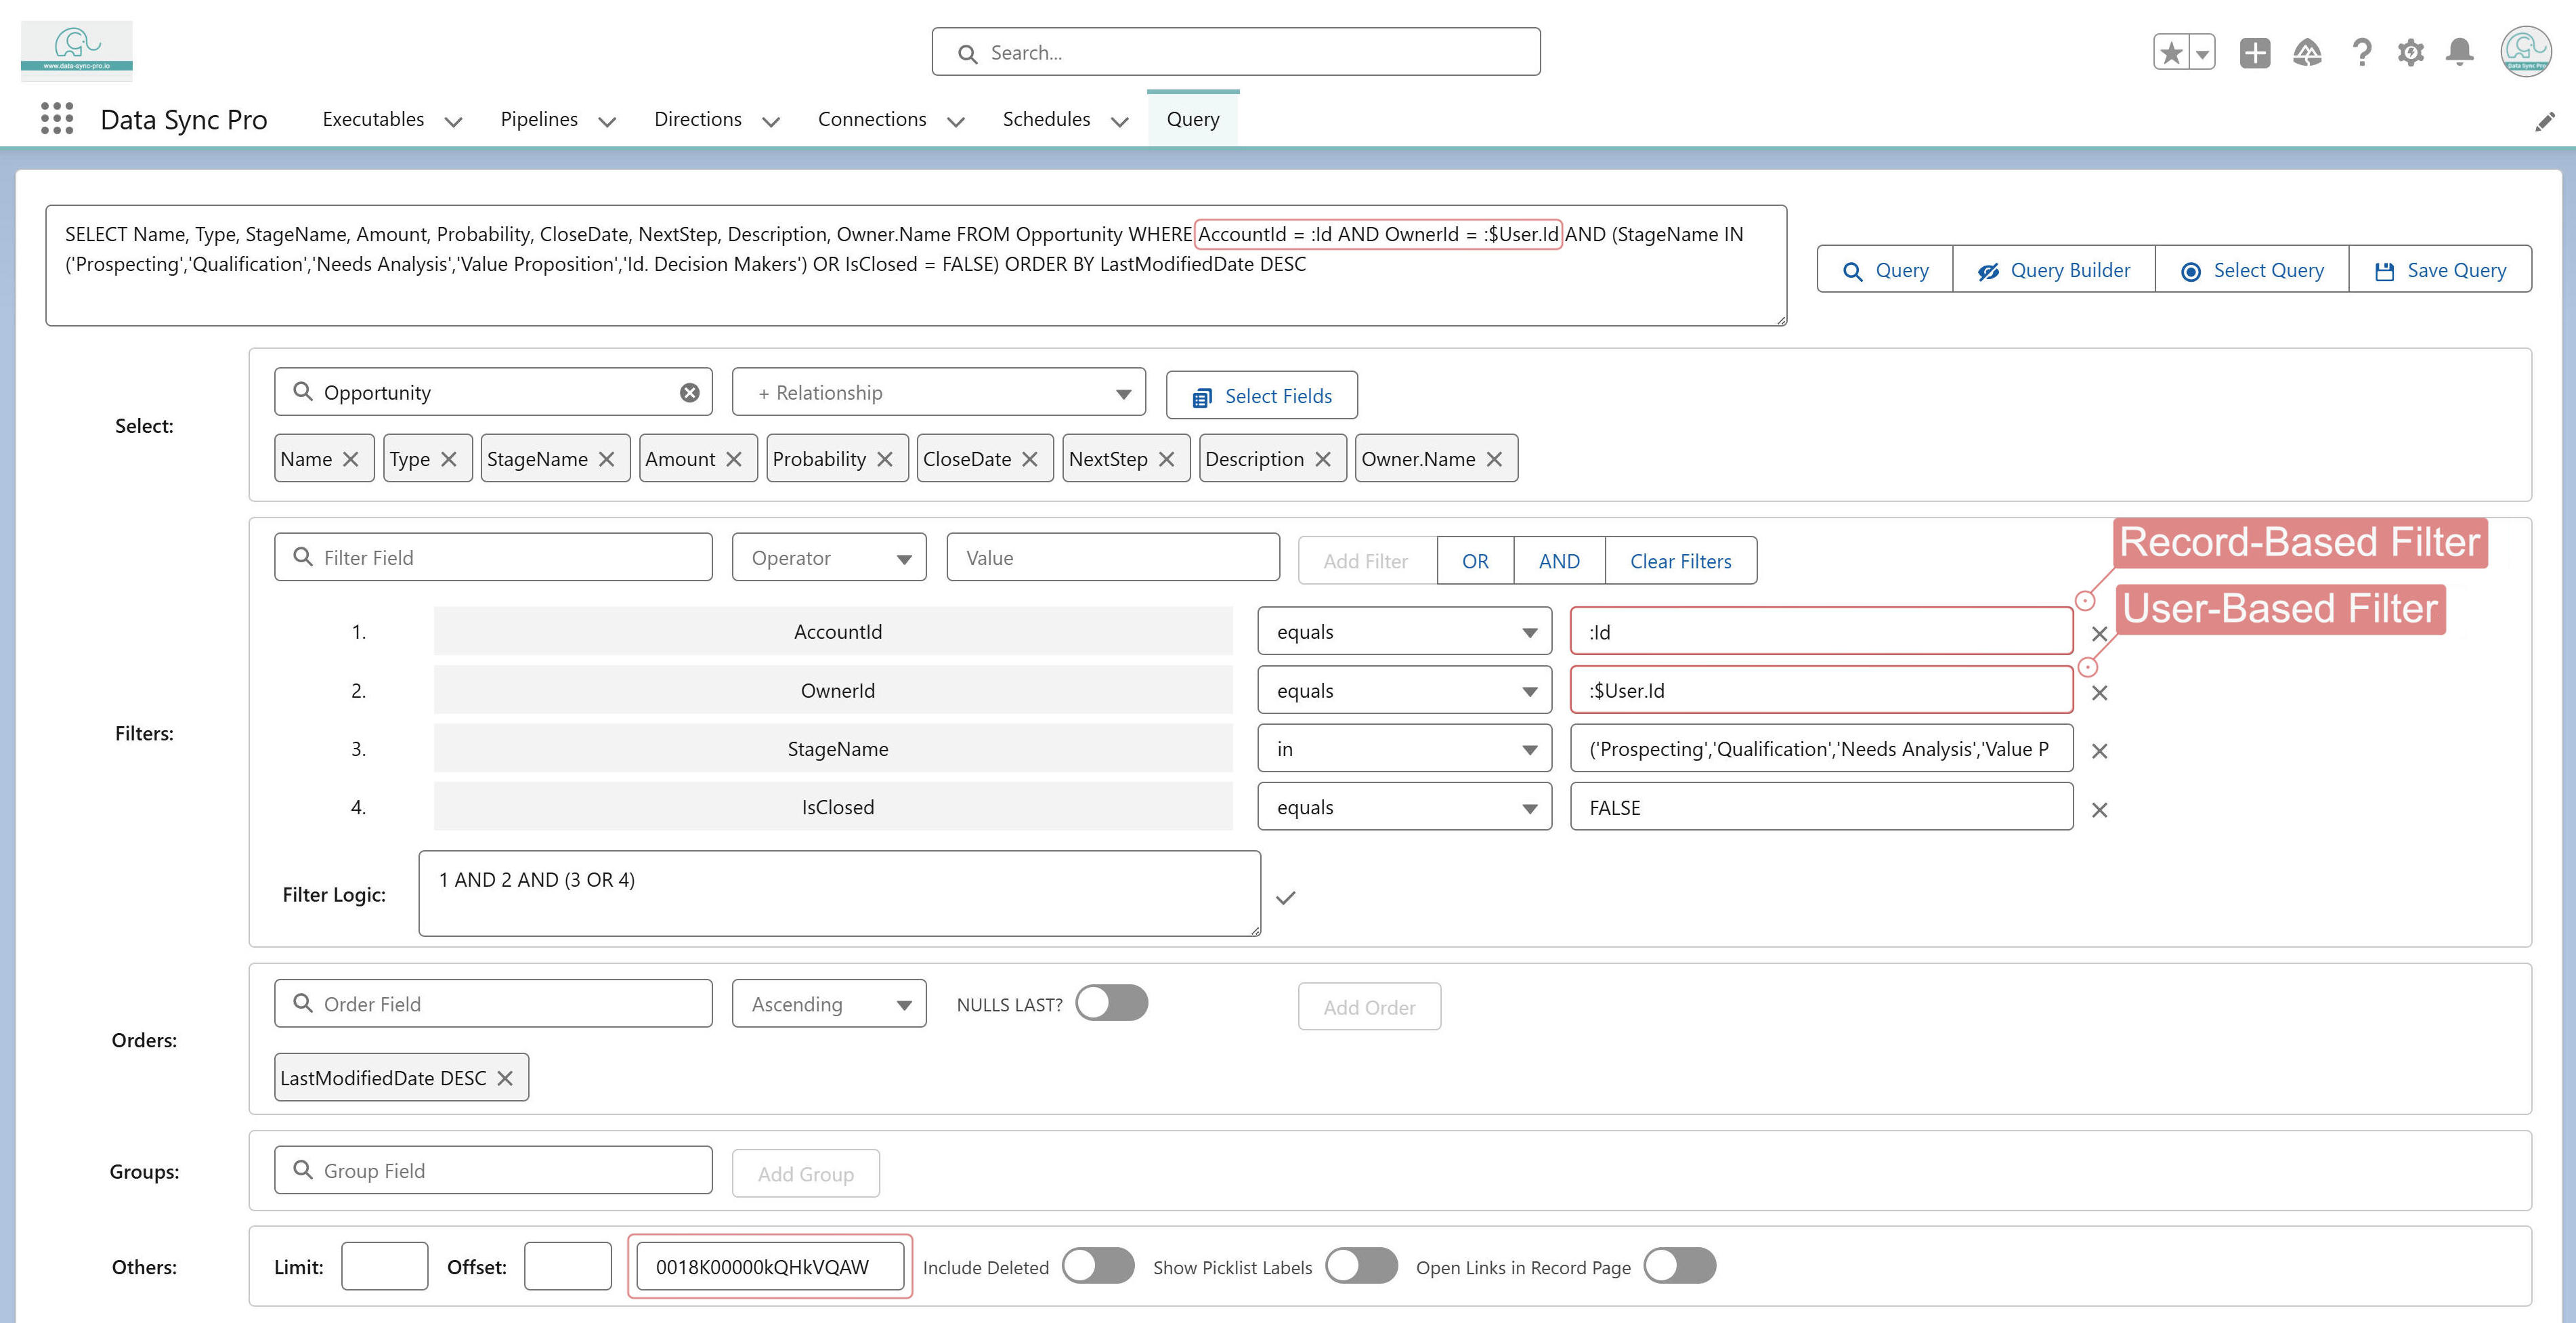 www.data-sync-pro.io
Search...
Data Sync Pro
Data Sync Pro
Executables
Pipelines
Directions
Connections
Schedules
Query
SELECT Name, Type, StageName, Amount, Probability, CloseDate, NextStep, Description, Owner.Name FROM Opportunity WHERE AccountId = :Id AND OwnerId = :$User.Id AND (StageName IN
('Prospecting','Qualification','Needs Analysis','Value Proposition','Id. Decision Makers') OR IsClosed = FALSE) ORDER BY LastModifiedDate DESC
Query
Query Builder
Select Query
Save Query
Select:
Opportunity
+ Relationship
Select Fields
Name
Type
StageName
Amount
Probability
CloseDate
NextStep
Description
Owner.Name
Filters:
Filter Field
Operator
Value
Add Filter
OR
AND
Clear Filters
Record-Based Filter
User-Based Filter
1. AccountId equals :Id
2. OwnerId equals :$User.Id
3. StageName in ('Prospecting','Qualification','Needs Analysis','Value P
4. IsClosed equals FALSE
Filter Logic: 1 AND 2 AND (3 OR 4)
Orders:
Order Field
Ascending
NULLS LAST?
Add Order
LastModifiedDate DESC
Groups:
Group Field
Add Group
Others:
Limit:
Offset:
0018K00000kQHkVQAW
Include Deleted
Show Picklist Labels
Open Links in Record Page